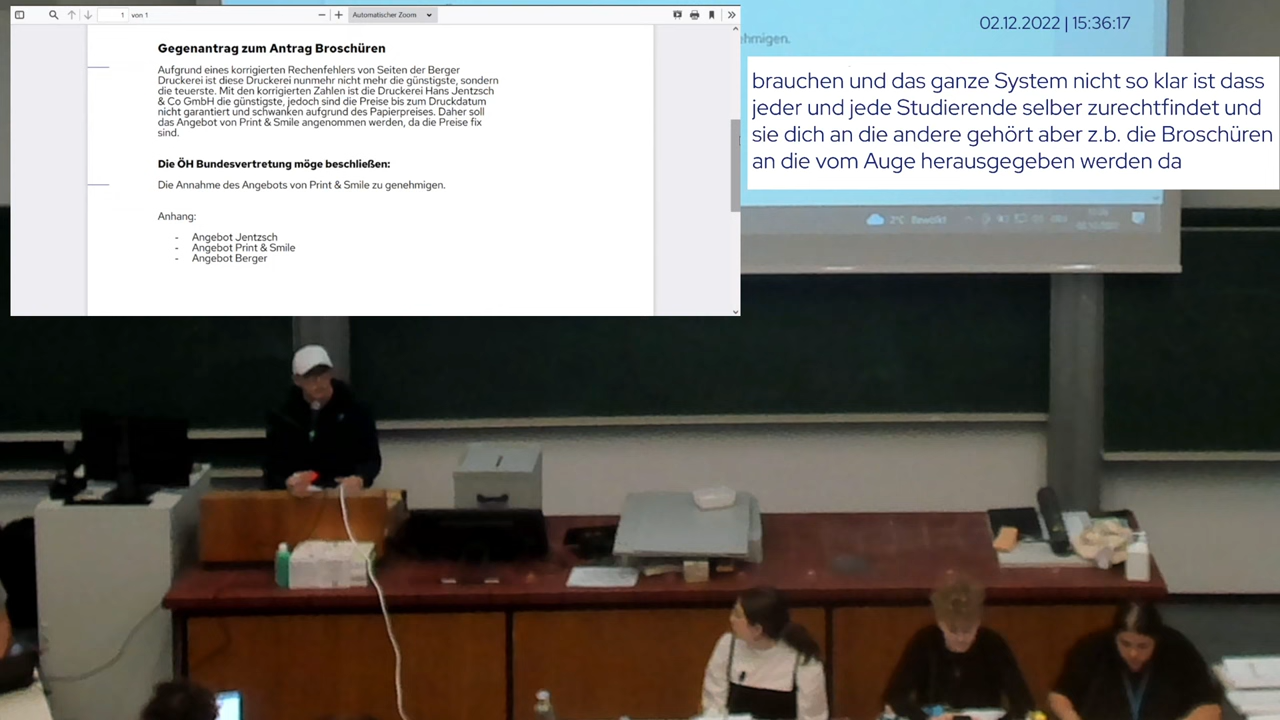 1 von 1
Automatischer Zoom
02.12.2022 | 15:36:17
Gegenantrag zum Antrag Broschüren
Aufgrund eines korrigierten Rechenfehlers von Seiten der Berger
Druckerei ist diese Druckerei nunmehr nicht mehr die günstigste, sondern
die teuerste. Mit den korrigierten Zahlen ist die Druckerei Hans Jentzsch
& Co GmbH die günstigste, jedoch sind die Preise bis zum Druckdatum
nicht garantiert und schwanken aufgrund des Papierpreises. Daher soll
das Angebot von Print & Smile angenommen werden, da die Preise fix
sind.
Die ÖH Bundesvertretung möge beschließen:
Die Annahme des Angebots von Print & Smile zu genehmigen.
Anhang:
- Angebot Jentzsch
- Angebot Print & Smile
- Angebot Berger
hmigen.
brauchen und das ganze System nicht so klar ist dass
jeder und jede Studierende selber zurechtfindet und
sie dich an die andere gehört aber z.b. die Broschüren
an die vom Auge herausgegeben werden da
2°C Bewölkt